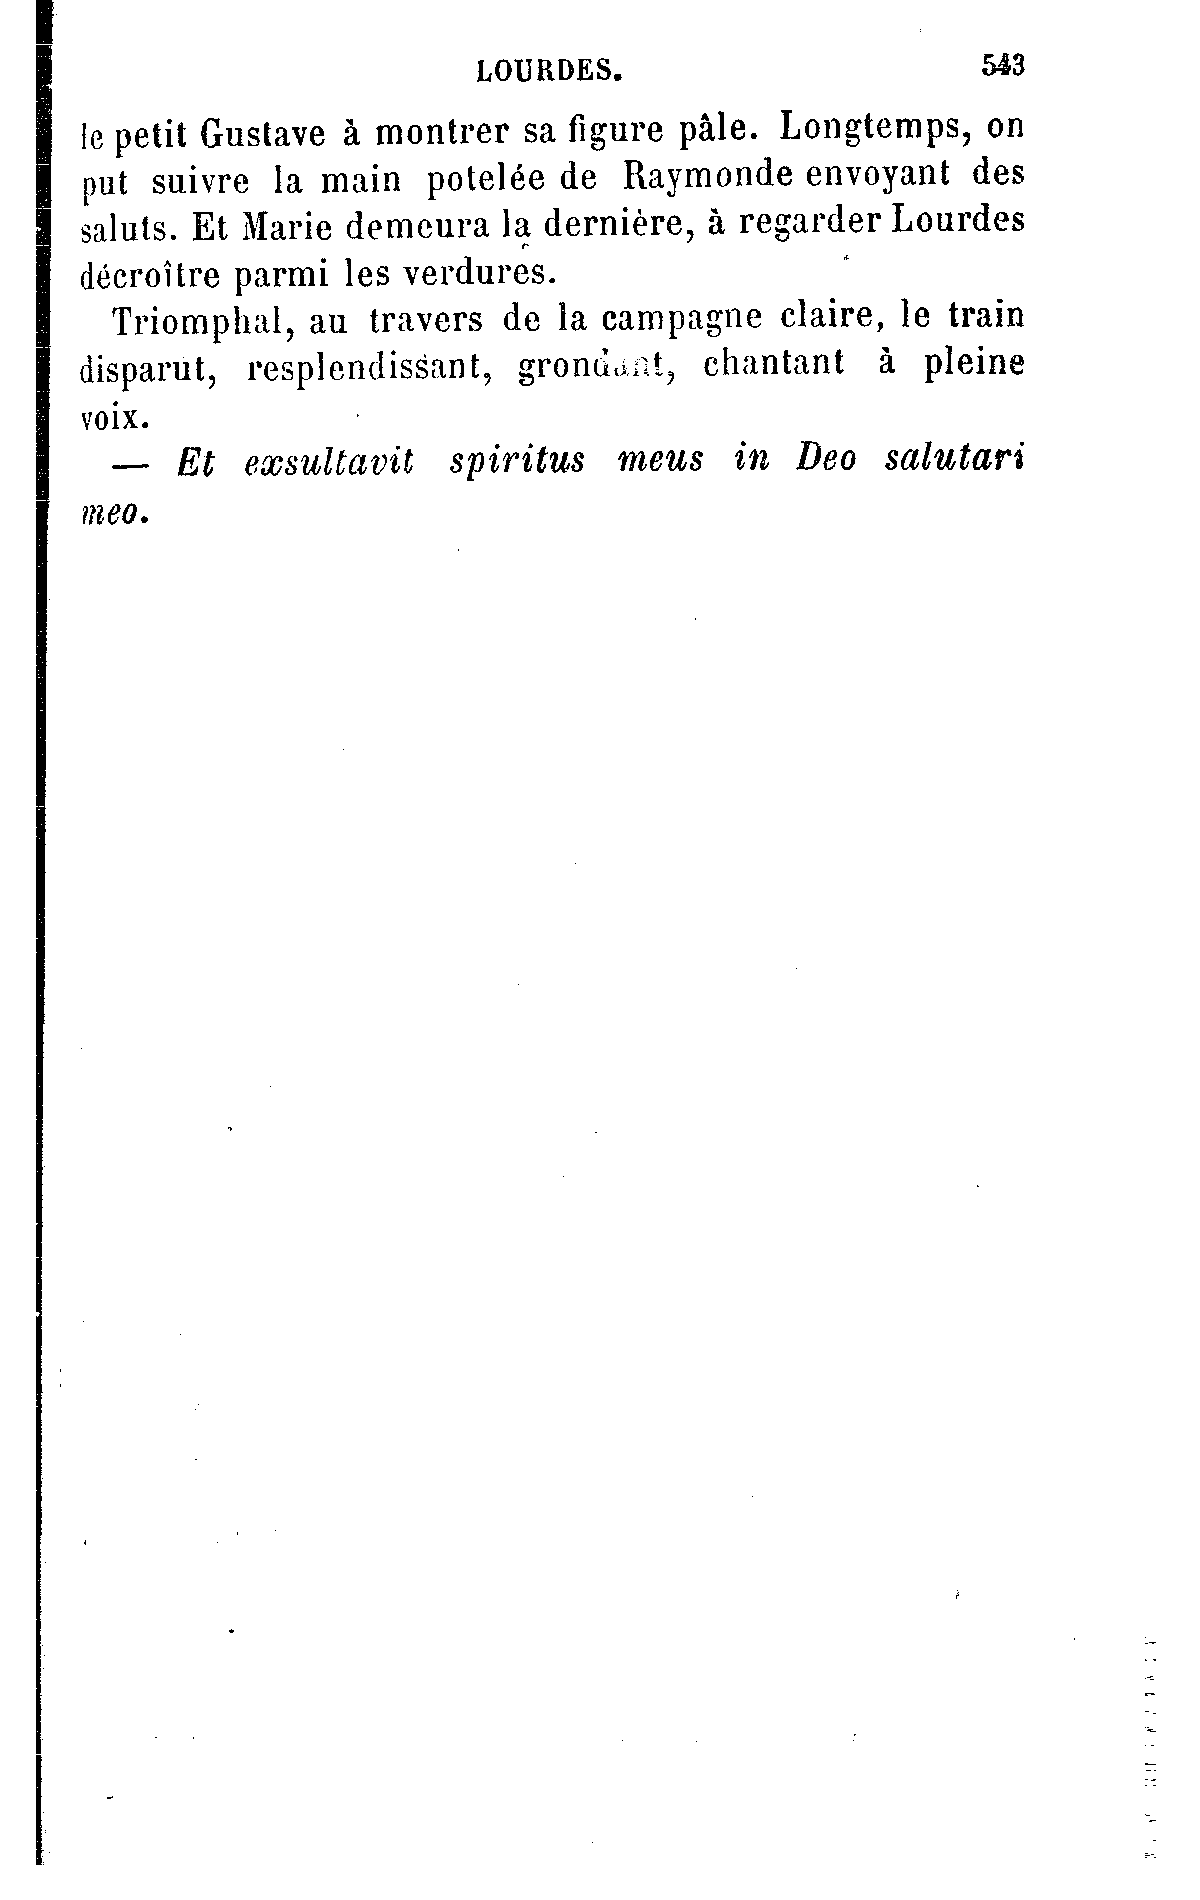 LOURDES. 543
le petit Gustave à montrer sa figure pâle. Longtemps, on
put suivre la main potelée de Raymonde envoyant des
saluts. Et Marie demeura la dernière, à regarder Lourdes
décroître parmi les verdures.
Triomphal, au travers de la campagne claire, le train
disparut, resplendissant, grondant, chantant à pleine
voix.
— Et exsultavit spiritus meus in Deo salutari
meo.